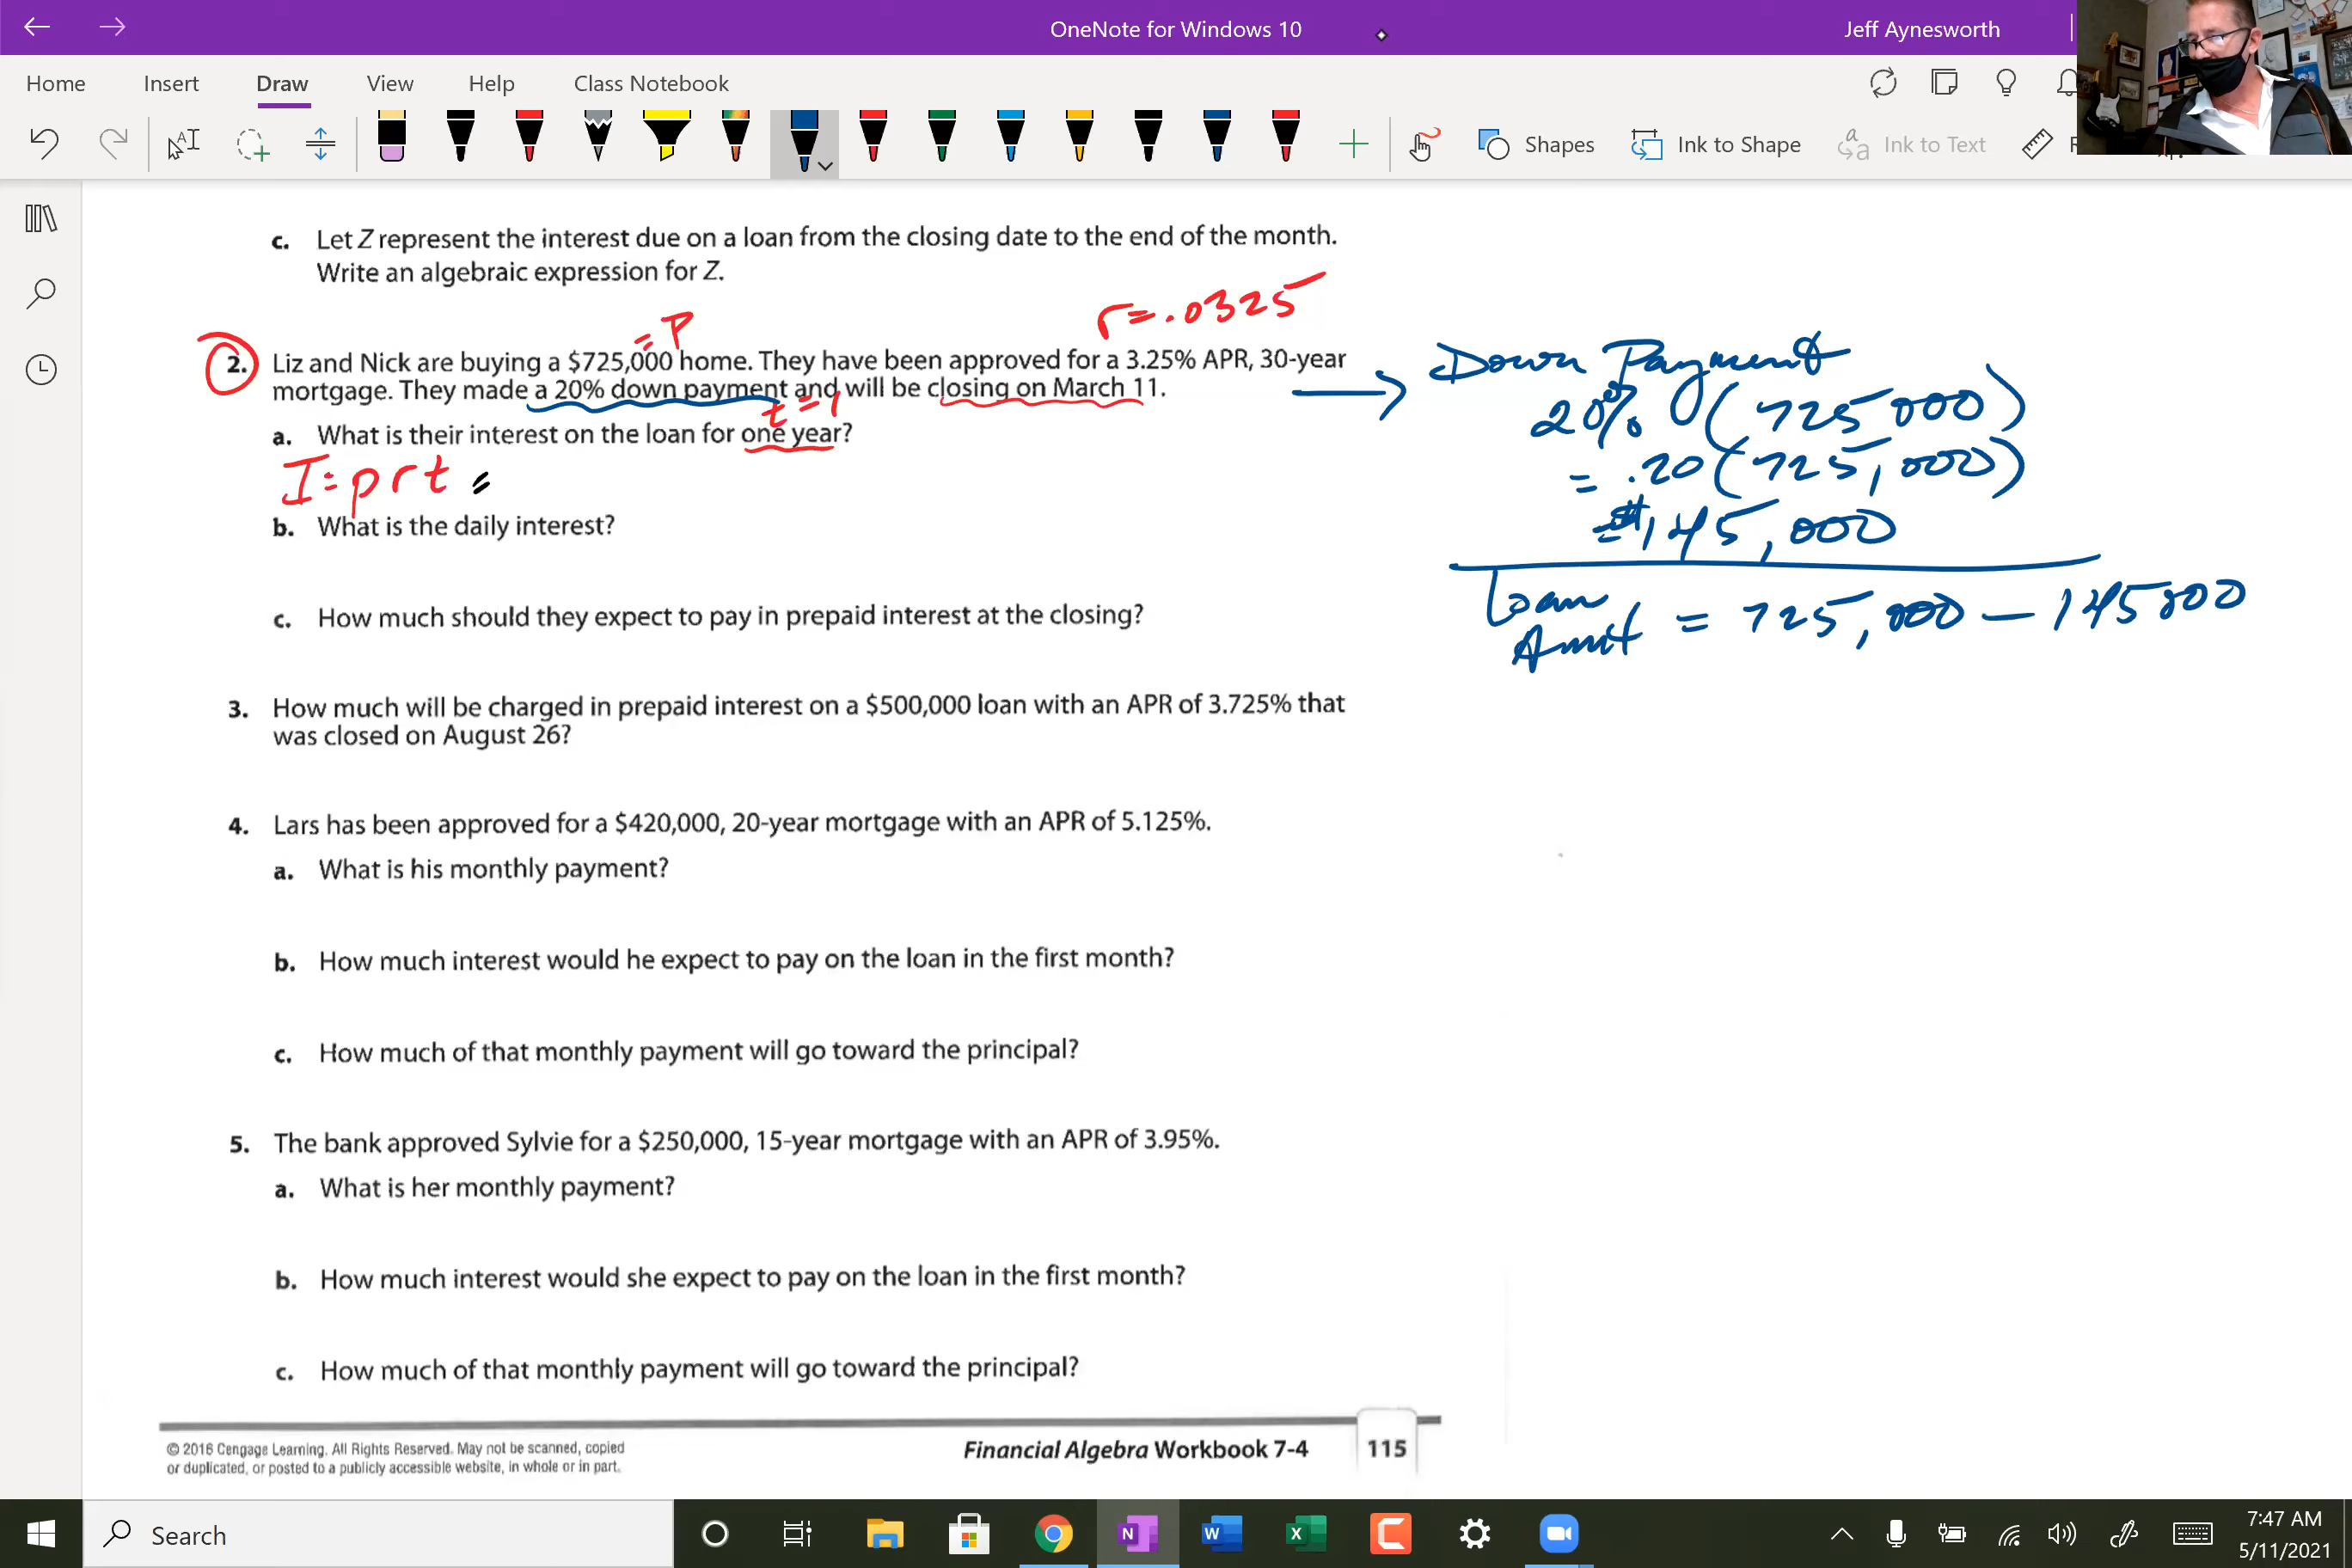 OneNote for Windows 10
Jeff Aynesworth
Home Insert Draw View Help Class Notebook
Shapes Ink to Shape Ink to Text
c. Let Z represent the interest due on a loan from the closing date to the end of the month.
Write an algebraic expression for Z.
r = .0325
= P
2. Liz and Nick are buying a $725,000 home. They have been approved for a 3.25% APR, 30-year
mortgage. They made a 20% down payment and will be closing on March 11.
t = 1
a. What is their interest on the loan for one year?
I = prt =
b. What is the daily interest?
c. How much should they expect to pay in prepaid interest at the closing?
Down Payment
20% of (725000)
= .20 (725,000)
= $145,000
Loan
Amt = 725,000 - 145000
3. How much will be charged in prepaid interest on a $500,000 loan with an APR of 3.725% that
was closed on August 26?
4. Lars has been approved for a $420,000, 20-year mortgage with an APR of 5.125%.
a. What is his monthly payment?
b. How much interest would he expect to pay on the loan in the first month?
c. How much of that monthly payment will go toward the principal?
5. The bank approved Sylvie for a $250,000, 15-year mortgage with an APR of 3.95%.
a. What is her monthly payment?
b. How much interest would she expect to pay on the loan in the first month?
c. How much of that monthly payment will go toward the principal?
© 2016 Cengage Learning. All Rights Reserved. May not be scanned, copied
or duplicated, or posted to a publicly accessible website, in whole or in part.
Financial Algebra Workbook 7-4 115
Search
7:47 AM
5/11/2021